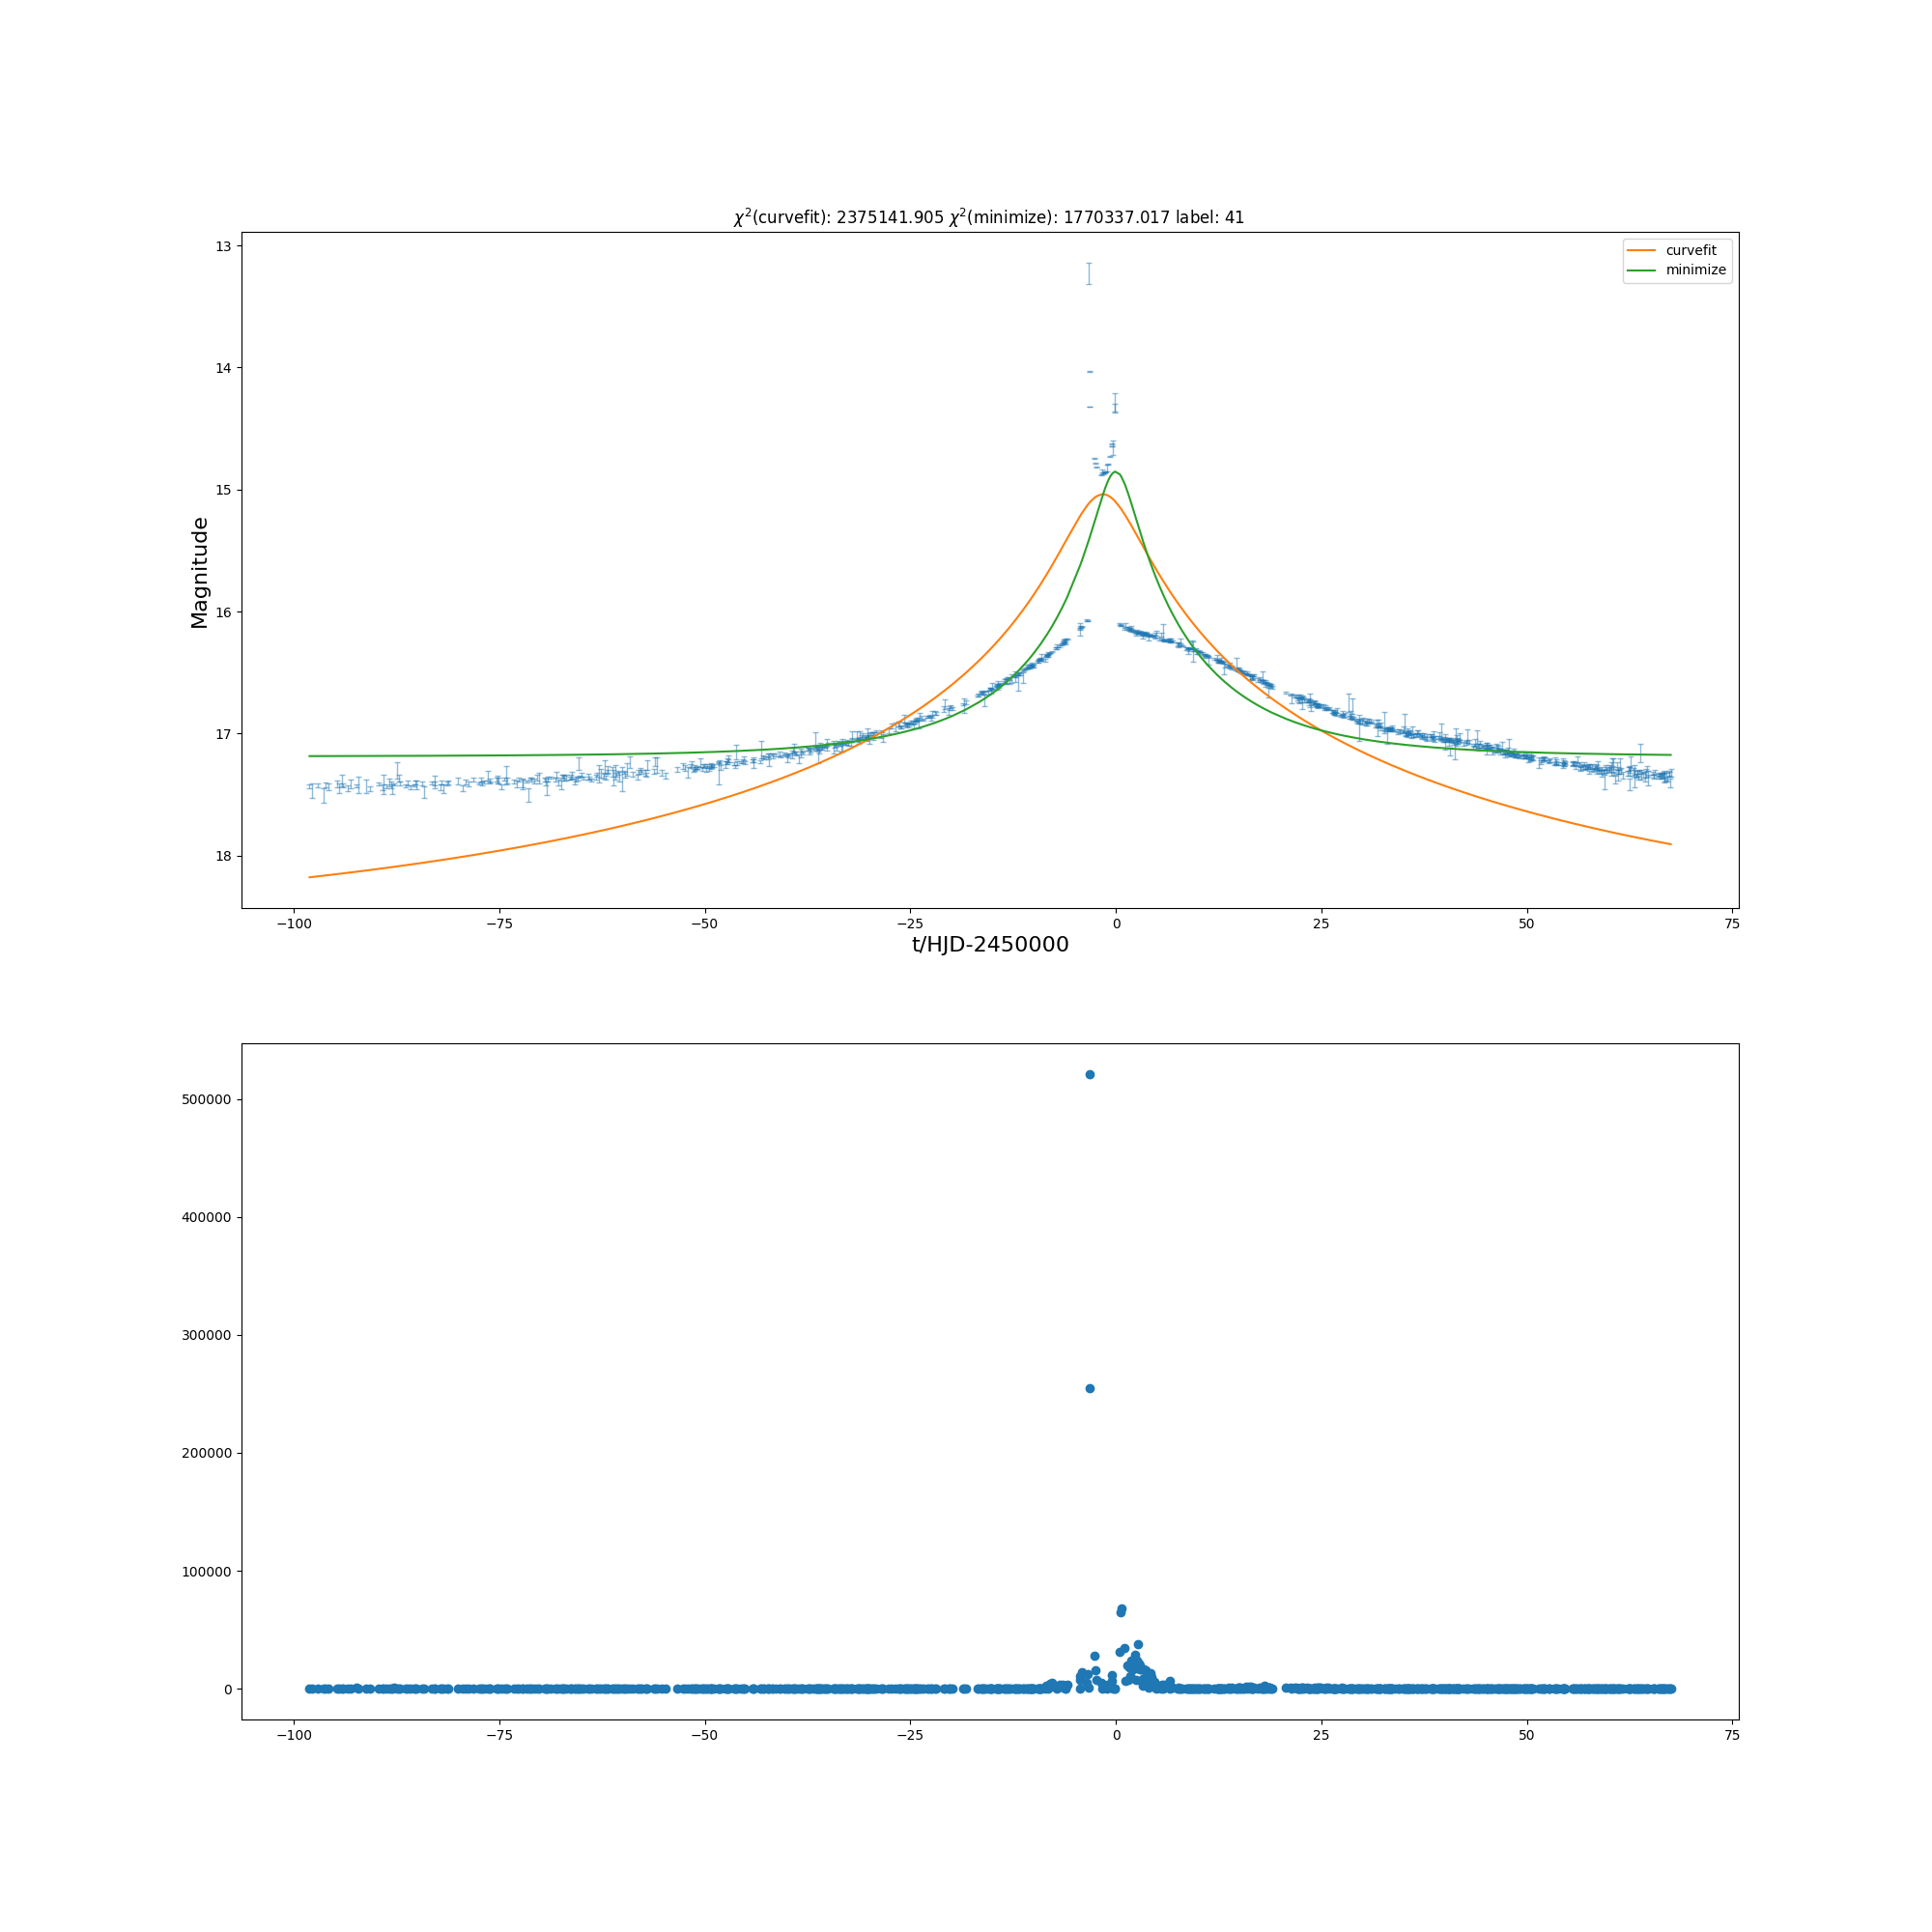 χ²(curvefit): 2375141.905 χ²(minimize): 1770337.017 label: 41
curvefit
minimize
Magnitude
13
14
15
16
17
18
−100 −75 −50 −25 0 25 50 75
t/HJD-2450000
500000
400000
300000
200000
100000
0
−100 −75 −50 −25 0 25 50 75